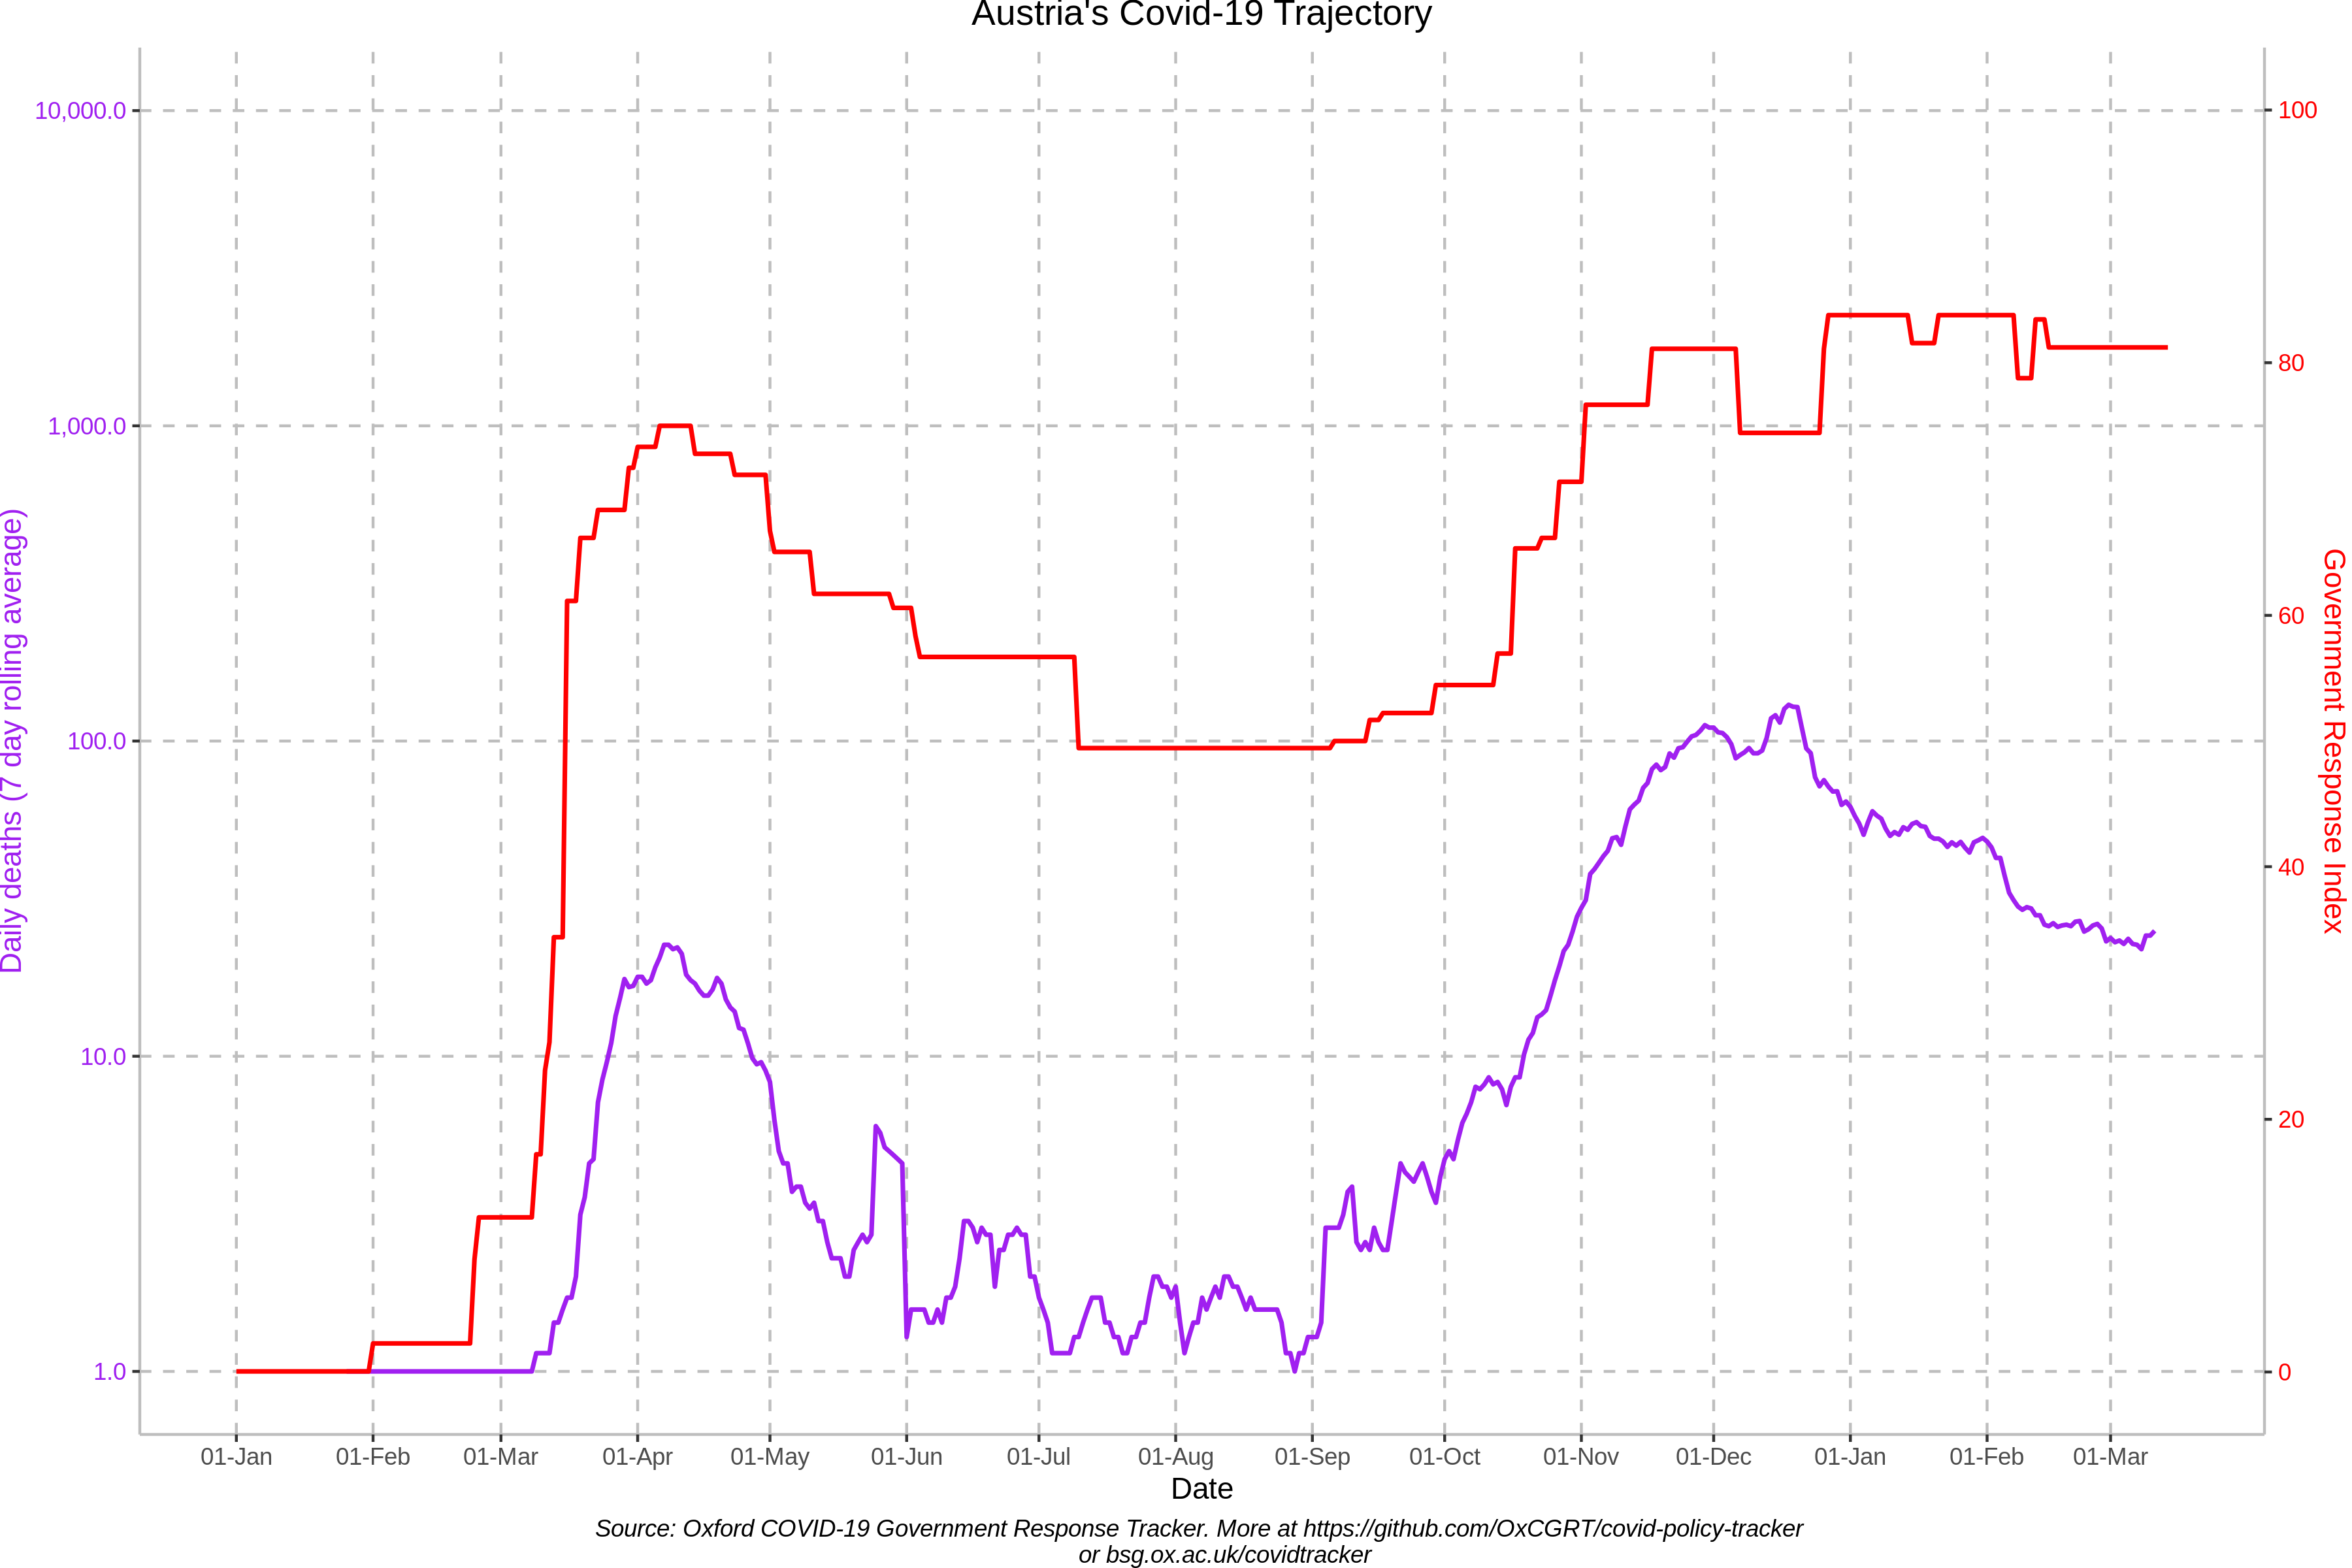 Austria's Covid-19 Trajectory
10,000.0
1,000.0
100.0
10.0
1.0
Daily deaths (7 day rolling average)
100
80
60
40
20
0
Government Response Index
01-Jan 01-Feb 01-Mar 01-Apr 01-May 01-Jun 01-Jul 01-Aug 01-Sep 01-Oct 01-Nov 01-Dec 01-Jan 01-Feb 01-Mar
Date
Source: Oxford COVID-19 Government Response Tracker. More at https://github.com/OxCGRT/covid-policy-tracker
or bsg.ox.ac.uk/covidtracker